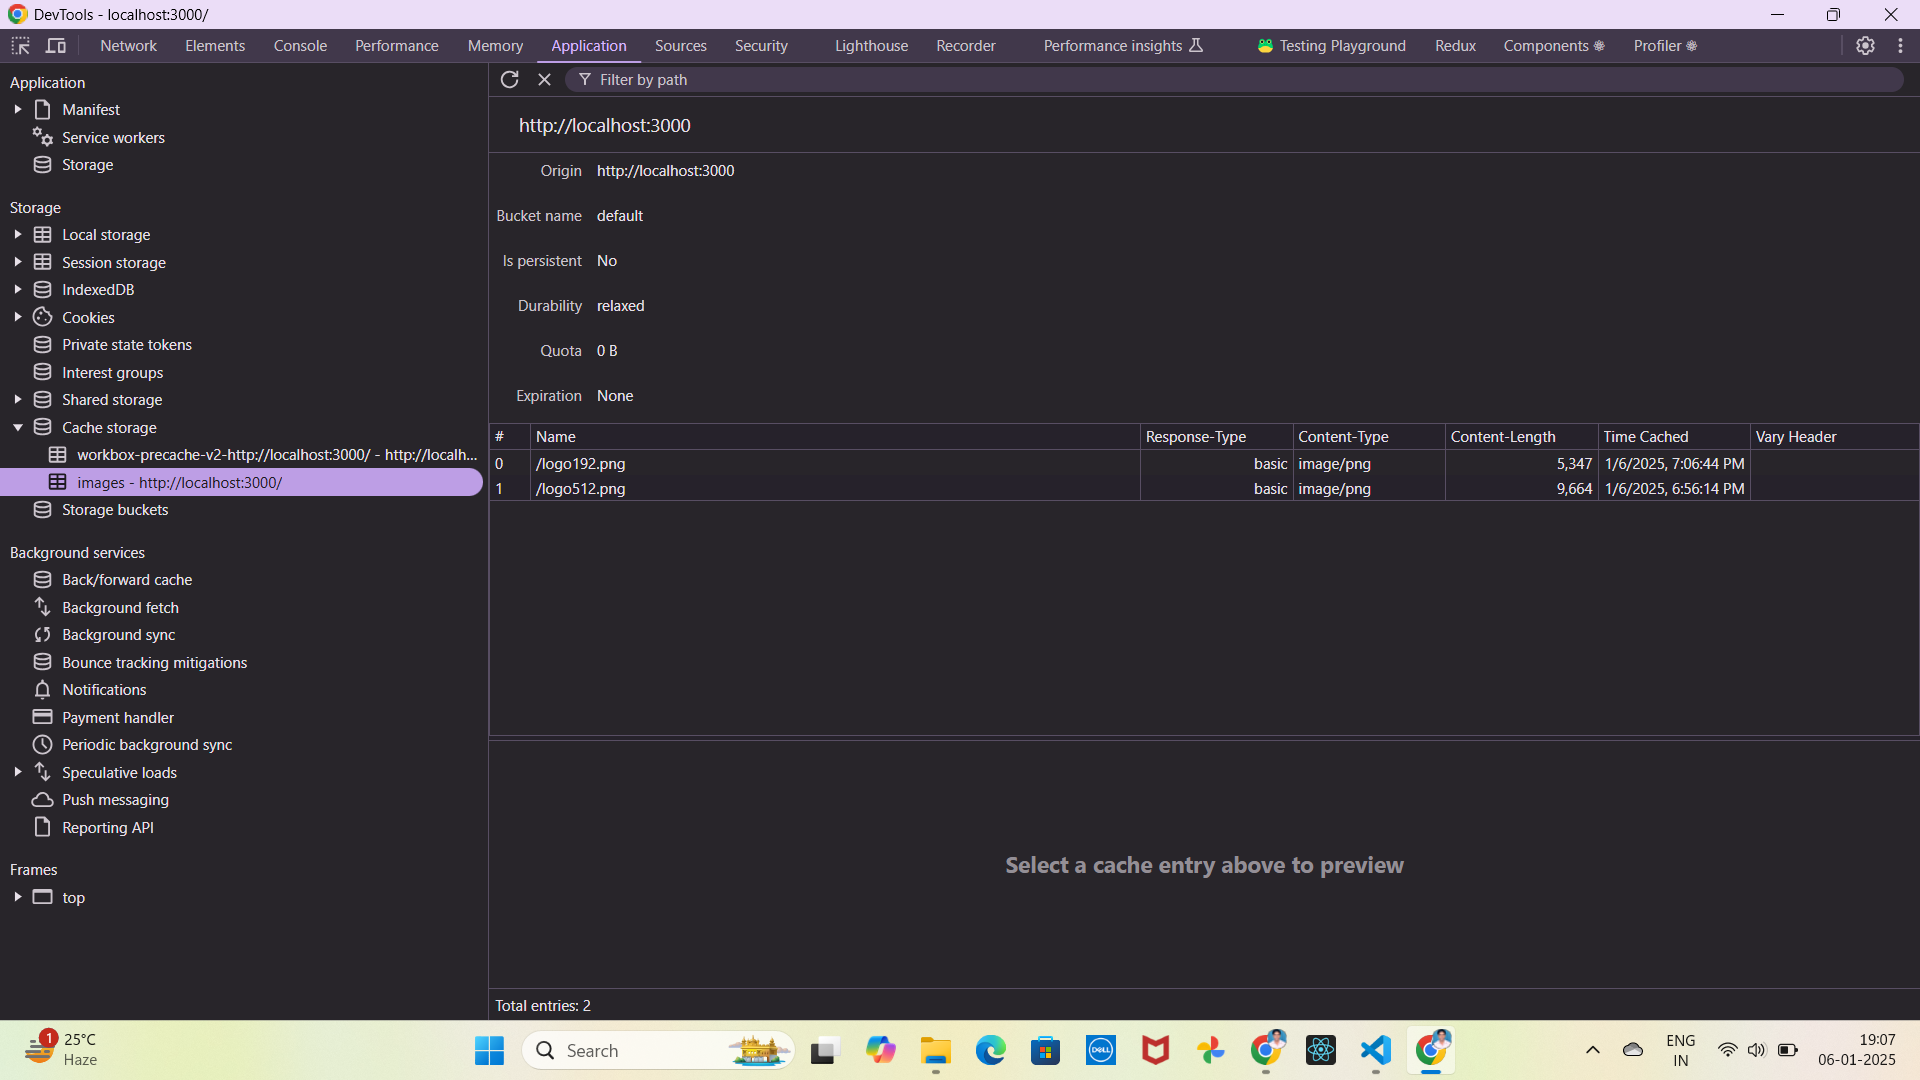 DevTools - localhost:3000/
Network Elements Console Performance Memory Application Sources Security Lighthouse Recorder Performance insights Testing Playground Redux Components Profiler
Application
Manifest
Service workers
Storage
Storage
Local storage
Session storage
IndexedDB
Cookies
Private state tokens
Interest groups
Shared storage
Cache storage
workbox-precache-v2-http://localhost:3000/ - http://localh...
images - http://localhost:3000/
Storage buckets
Background services
Back/forward cache
Background fetch
Background sync
Bounce tracking mitigations
Notifications
Payment handler
Periodic background sync
Speculative loads
Push messaging
Reporting API
Frames
top
Filter by path
http://localhost:3000
Origin http://localhost:3000
Bucket name default
Is persistent No
Durability relaxed
Quota 0 B
Expiration None
# Name Response-Type Content-Type Content-Length Time Cached Vary Header
0 /logo192.png basic image/png 5,347 1/6/2025, 7:06:44 PM
1 /logo512.png basic image/png 9,664 1/6/2025, 6:56:14 PM
Select a cache entry above to preview
Total entries: 2
1
25°C
Haze
Search
DELL
ENG
IN
19:07
06-01-2025